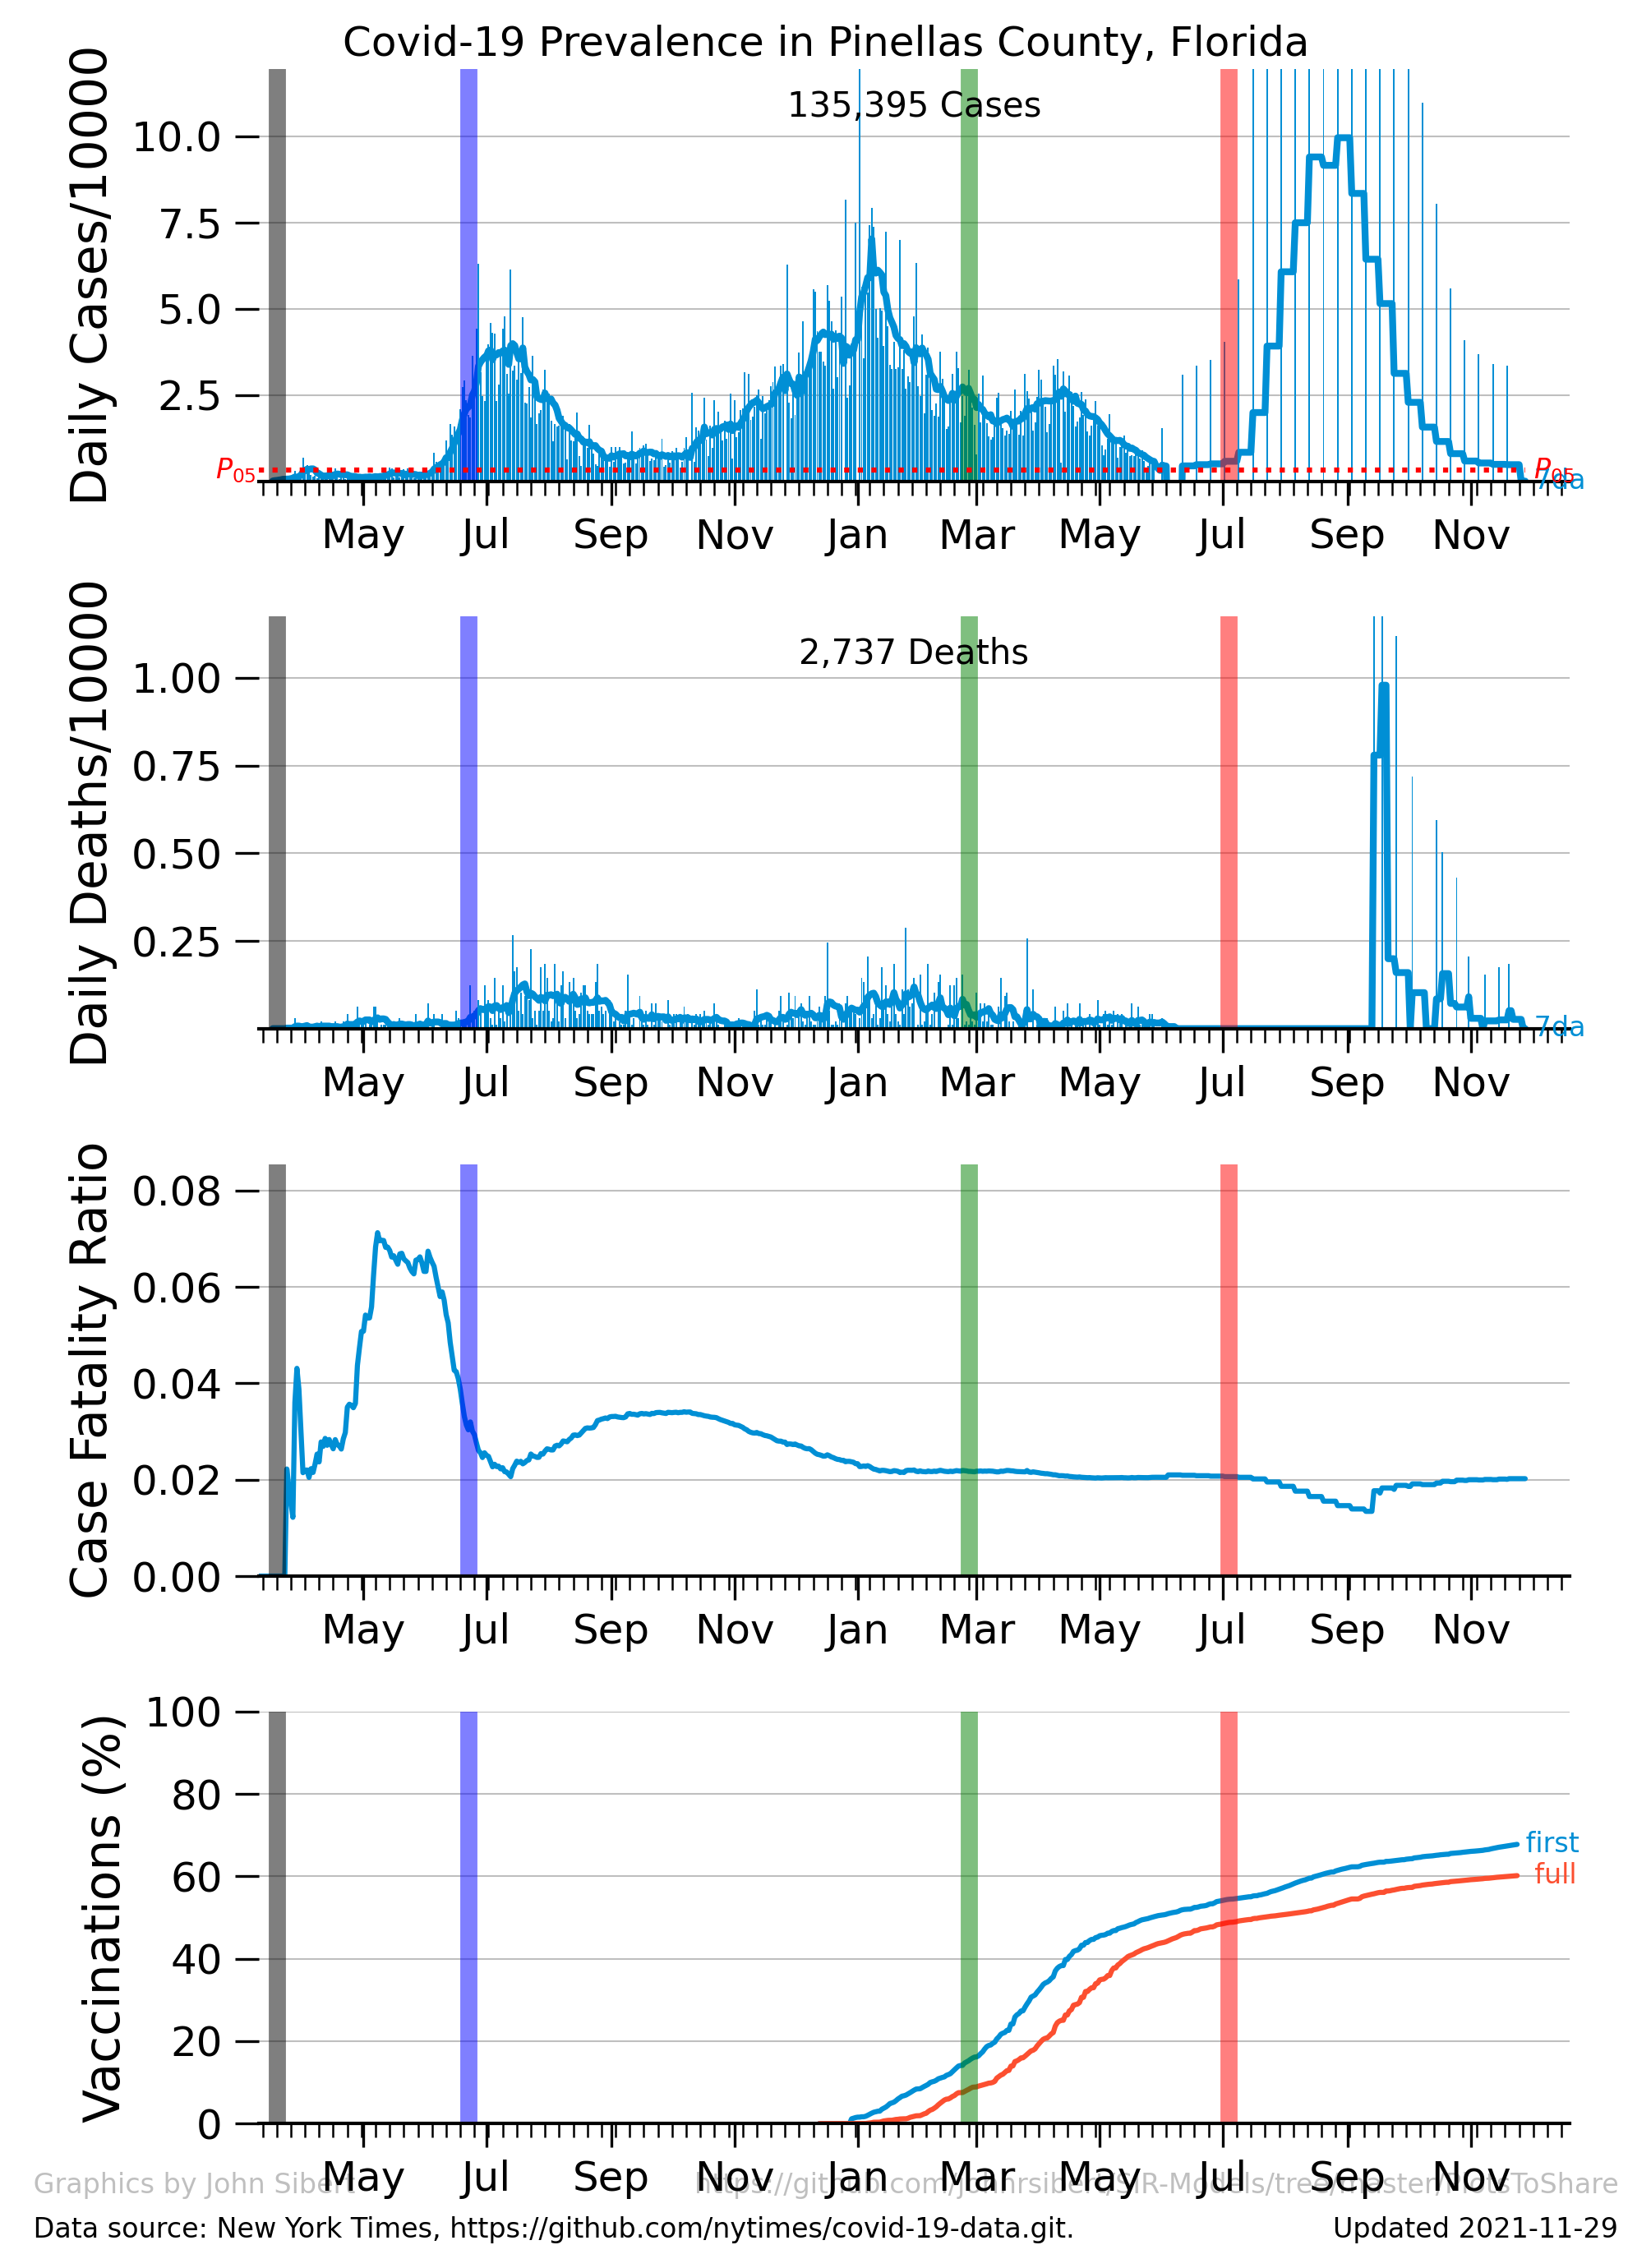 Covid-19 Prevalence in Pinellas County, Florida
Daily Cases/10000
135,395 Cases
10.0
7.5
5.0
2.5
P05
P05
7da
May Jul Sep Nov Jan Mar May Jul Sep Nov
Daily Deaths/10000
2,737 Deaths
1.00
0.75
0.50
0.25
7da
May Jul Sep Nov Jan Mar May Jul Sep Nov
Case Fatality Ratio
0.08
0.06
0.04
0.02
0.00
May Jul Sep Nov Jan Mar May Jul Sep Nov
Vaccinations (%)
100
80
60
40
20
0
first
full
May Jul Sep Nov Jan Mar May Jul Sep Nov
Graphics by John Sibert
https://github.com/johnrsibert/SIR-Models/tree/master/PlotsToShare
Data source: New York Times, https://github.com/nytimes/covid-19-data.git.
Updated 2021-11-29